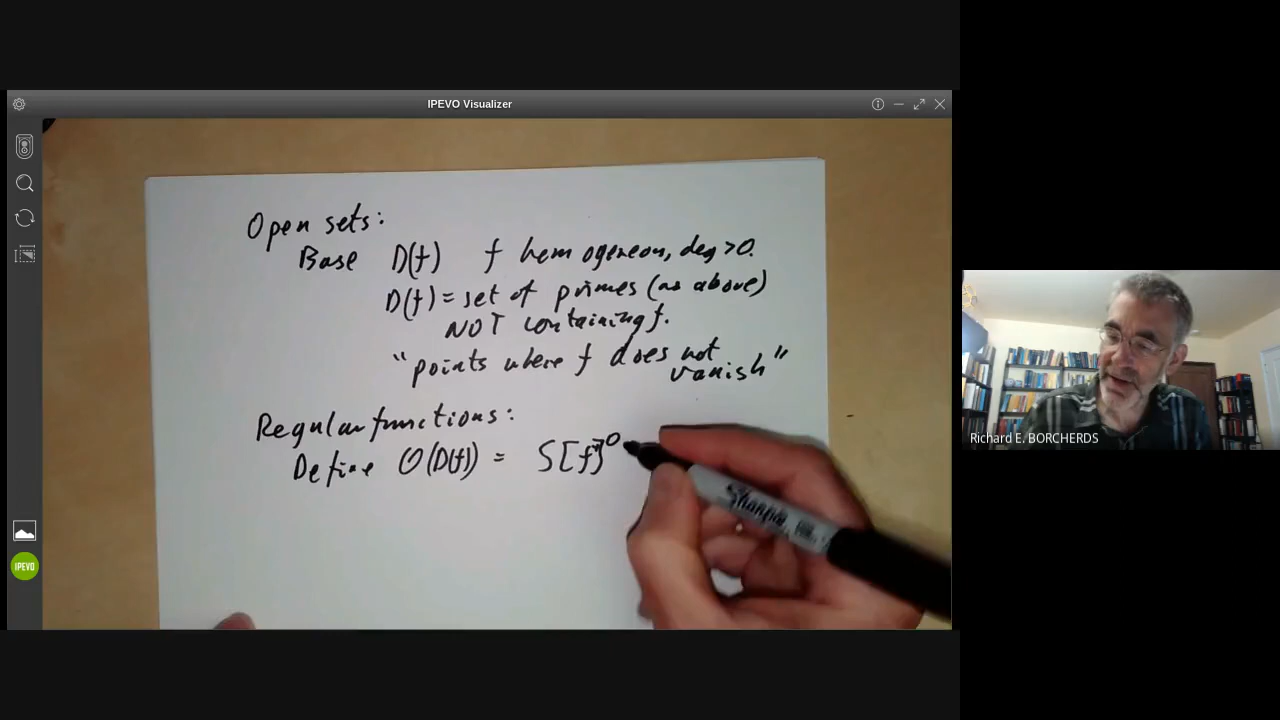 IPEVO Visualizer
Open sets:
Base D(f) f homogeneous, deg>0.
D(f) = set of primes (as above)
NOT containing f.
"points where f does not
vanish"
Regular functions:
Define O(D(f)) = S[f⁻¹]⁰
Sharpie
Richard E. BORCHERDS
IPEVO